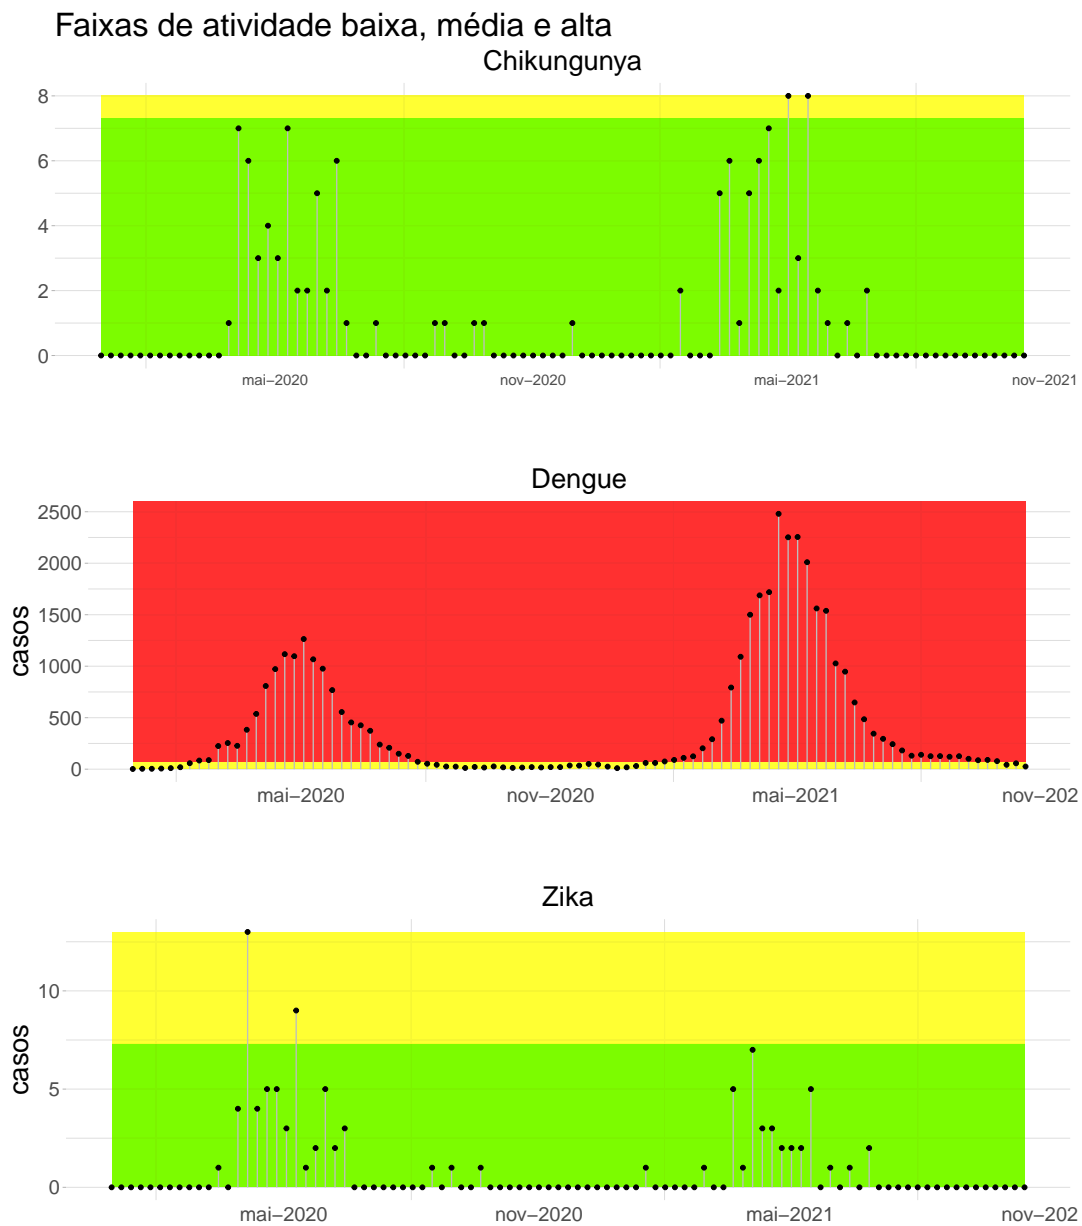 Faixas de atividade baixa, média e alta
Chikungunya
8
6
4
2
0
mai−2020 nov−2020 mai−2021 nov−2021
Dengue
casos
2500
2000
1500
1000
500
0
mai−2020 nov−2020 mai−2021 nov−202
Zika
casos
10
5
0
mai−2020 nov−2020 mai−2021 nov−202